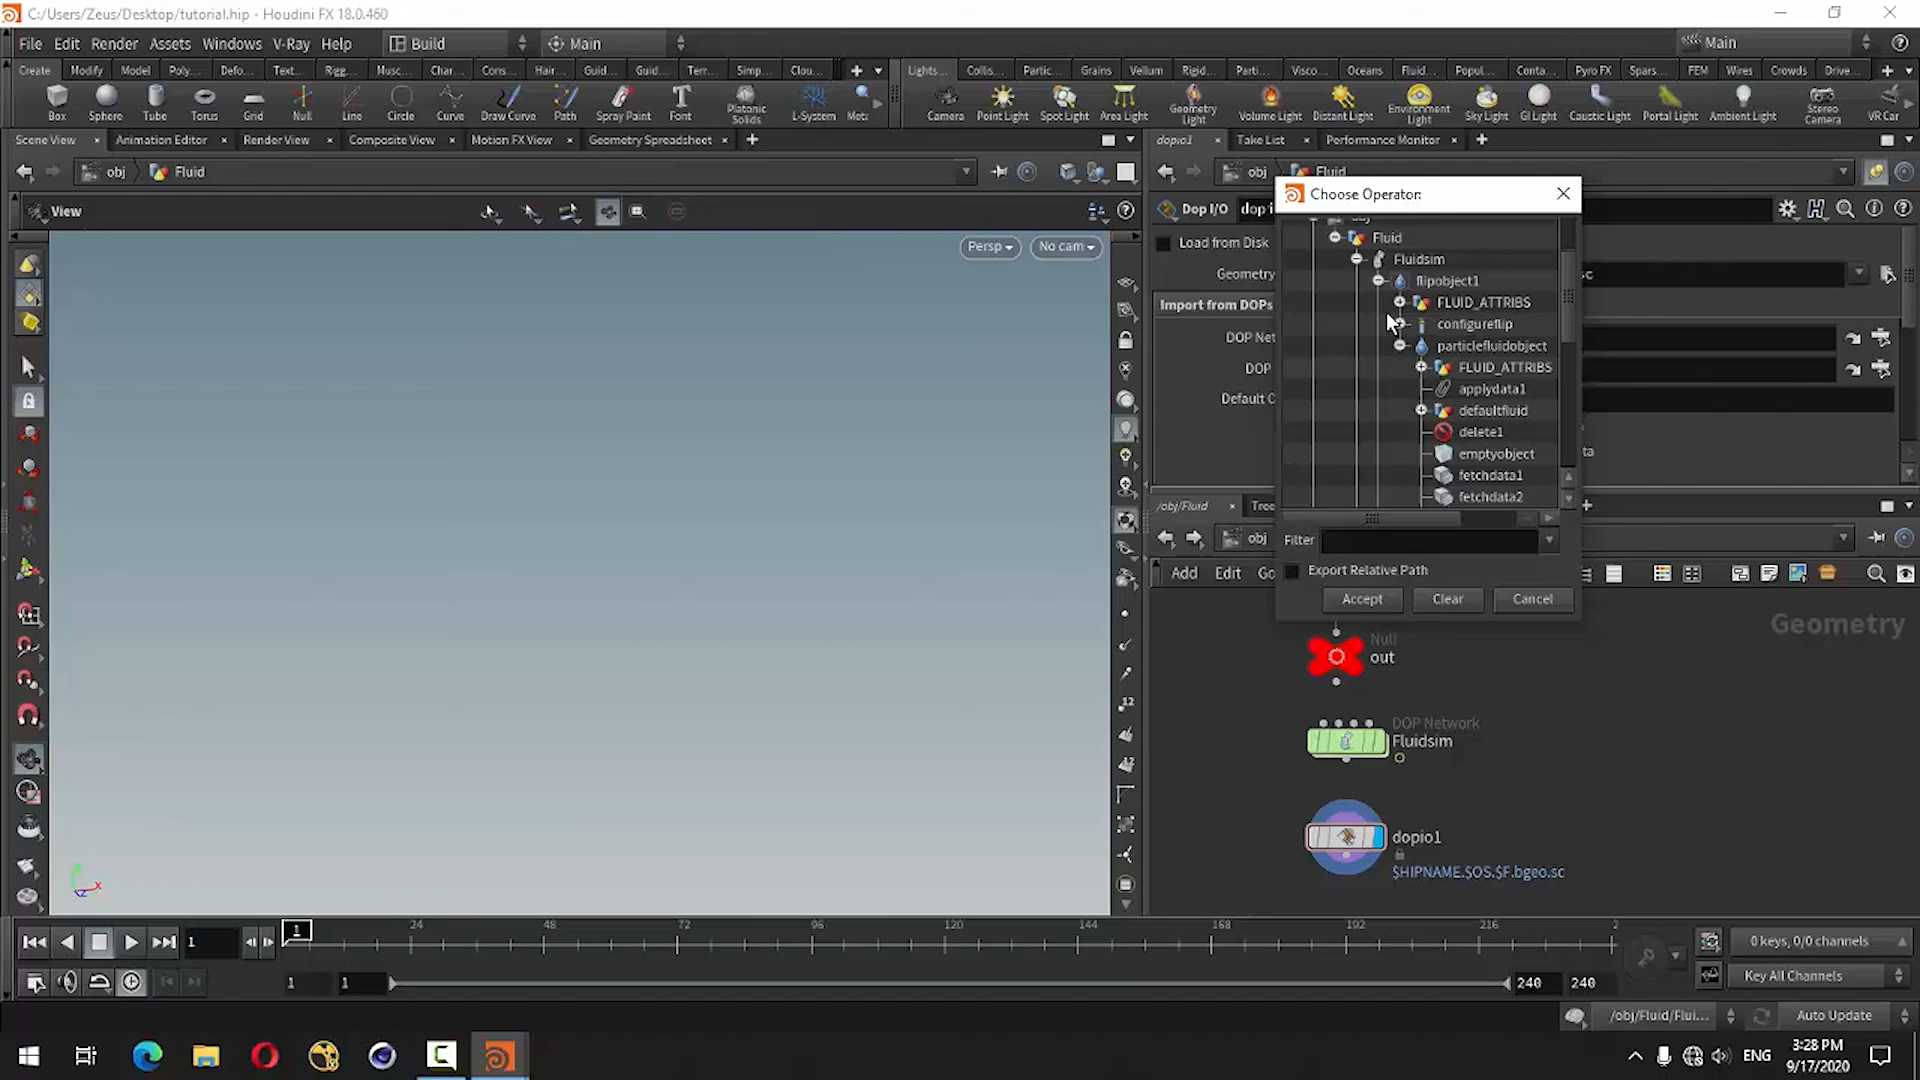 C:/Users/Zeus/Desktop/tutorial.hip - Houdini FX 18.0.460
File Edit Render Assets Windows V-Ray Help Build Main Main
Create Modify Model Poly... Defo... Text... Rigg... Musc... Char... Cons... Hair... Guid... Guid... Terr... Simp... Clou...
Lights... Collis... Partic... Grains Vellum Rigid... Parti... Visco... Oceans Fluid... Popul... Conta... Pyro FX Spars... FEM Wires Crowds Drive...
Box Sphere Tube Torus Grid Null Line Circle Curve Draw Curve Path Spray Paint Font Platonic Solids L-System Meta
Camera Point Light Spot Light Area Light Geometry Light Volume Light Distant Light Environment Light Sky Light GI Light Caustic Light Portal Light Ambient Light Stereo Camera VR Car
Scene View Animation Editor Render View Composite View Motion FX View Geometry Spreadsheet
dopio1 Take List Performance Monitor
obj Fluid
obj Fluid
View
Persp No cam
Dop I/O dopi
Load from Disk
Geometry
sc
Import from DOPs
DOP Net
DOP
Default C
ta
Choose Operator:
Fluid
Fluidsim
flipobject1
FLUID_ATTRIBS
configureflip
particlefluidobject
FLUID_ATTRIBS
applydata1
defaultfluid
delete1
emptyobject
fetchdata1
fetchdata2
Filter
Export Relative Path
Accept Clear Cancel
/obj/Fluid Tree
obj
Add Edit Go
Geometry
Null
out
DOP Network
Fluidsim
dopio1
$HIPNAME.$OS.$F.bgeo.sc
1 1 24 48 72 96 120 144 168 192 216 2
0 keys, 0/0 channels
1 1 240 240
Key All Channels
/obj/Fluid/Flui... Auto Update
ENG
3:28 PM
9/17/2020